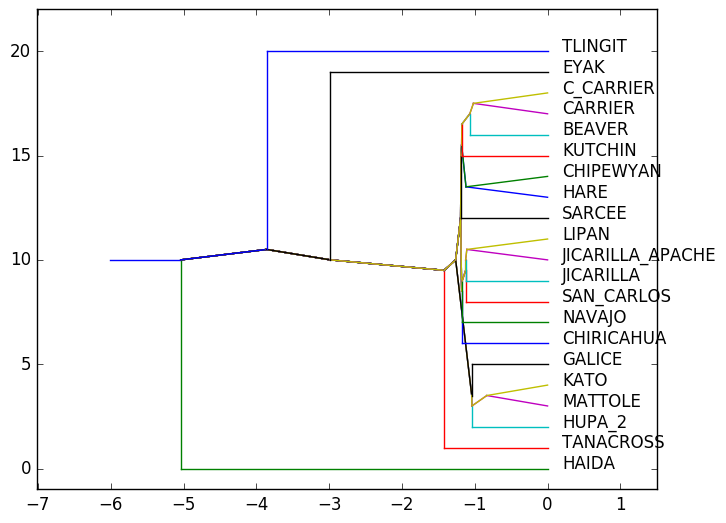 20
TLINGIT
EYAK
C_CARRIER
CARRIER
BEAVER
15
KUTCHIN
CHIPEWYAN
HARE
SARCEE
LIPAN
10
JICARILLA_APACHE
JICARILLA
SAN_CARLOS
NAVAJO
CHIRICAHUA
5
GALICE
KATO
MATTOLE
HUPA_2
TANACROSS
0
HAIDA
−7 −6 −5 −4 −3 −2 −1 0 1